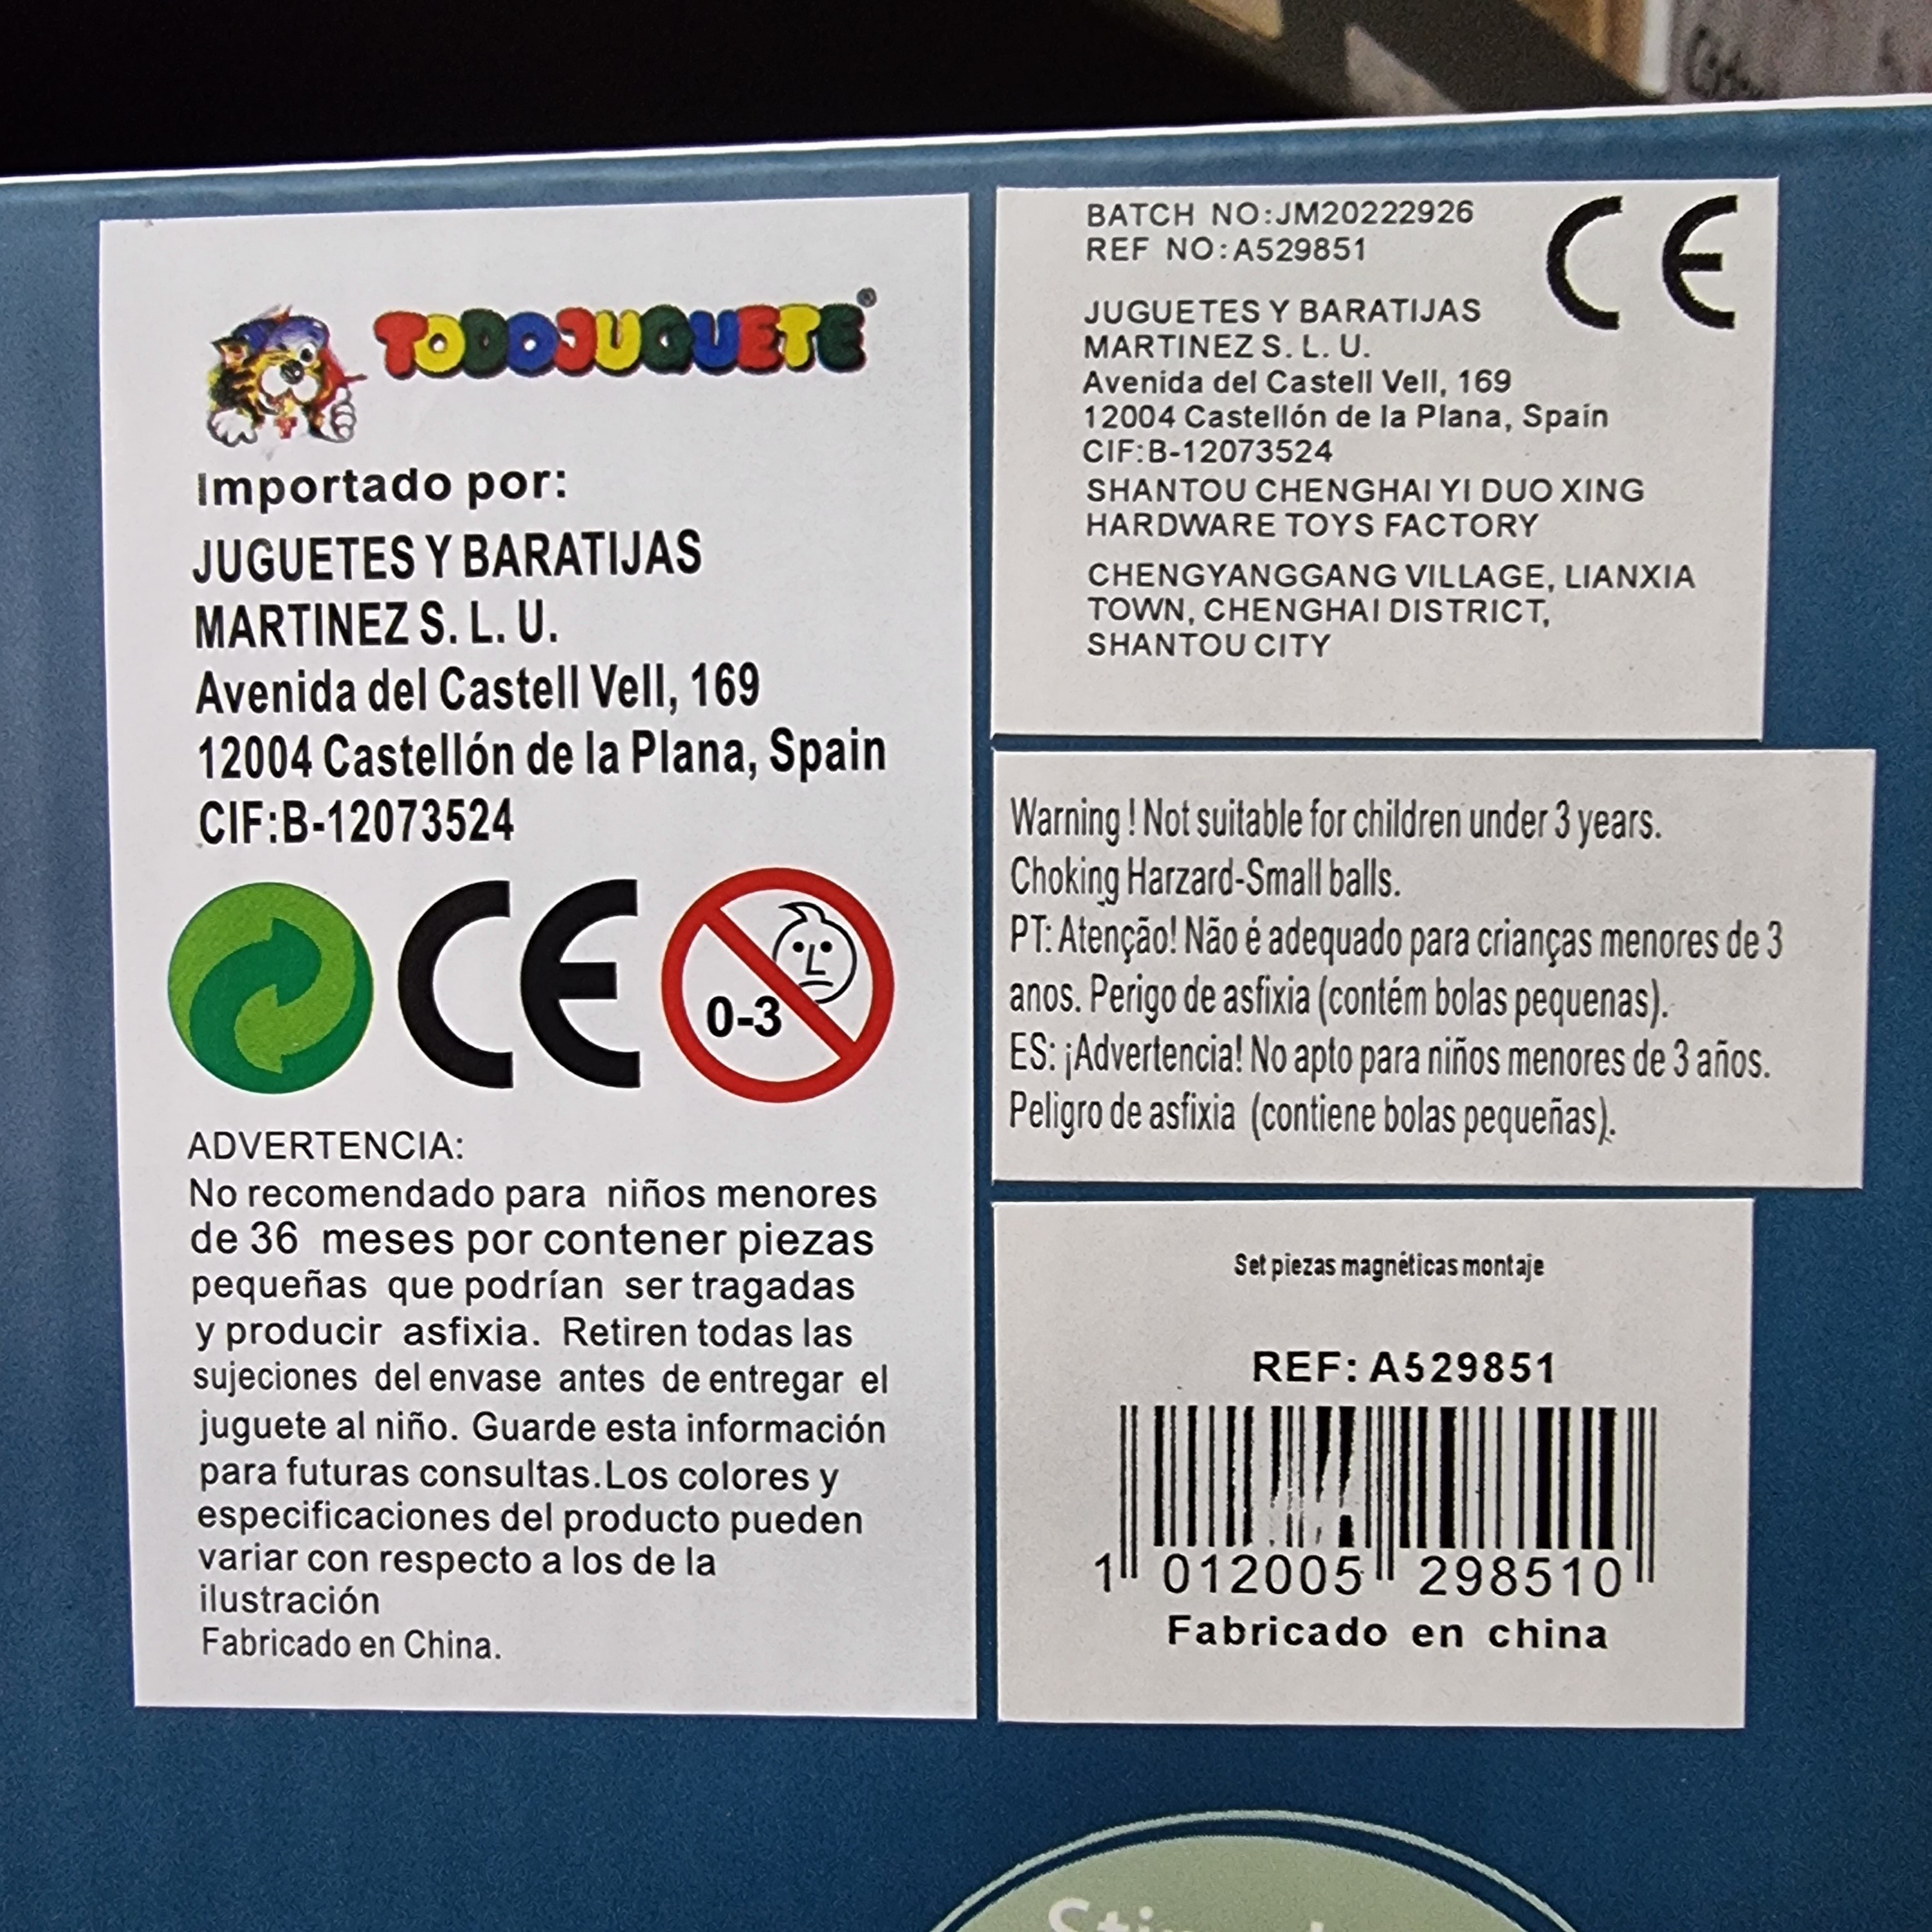 TODOJUGUETE®
Importado por:
JUGUETES Y BARATIJAS
MARTINEZ S. L. U.
Avenida del Castell Vell, 169
12004 Castellón de la Plana, Spain
CIF:B-12073524
CE
0-3
ADVERTENCIA:
No recomendado para niños menores
de 36 meses por contener piezas
pequeñas que podrían ser tragadas
y producir asfixia. Retiren todas las
sujeciones del envase antes de entregar el
juguete al niño. Guarde esta información
para futuras consultas.Los colores y
especificaciones del producto pueden
variar con respecto a los de la
ilustración
Fabricado en China.
BATCH NO:JM20222926
REF NO:A529851
CE
JUGUETES Y BARATIJAS
MARTINEZ S. L. U.
Avenida del Castell Vell, 169
12004 Castellón de la Plana, Spain
CIF:B-12073524
SHANTOU CHENGHAI YI DUO XING
HARDWARE TOYS FACTORY
CHENGYANGGANG VILLAGE, LIANXIA
TOWN, CHENGHAI DISTRICT,
SHANTOU CITY
Warning ! Not suitable for children under 3 years.
Choking Harzard-Small balls.
PT: Atenção! Não é adequado para crianças menores de 3
anos. Perigo de asfixia (contém bolas pequenas).
ES: ¡Advertencia! No apto para niños menores de 3 años.
Peligro de asfixia (contiene bolas pequeñas).
Set piezas magnéticas montaje
REF: A529851
1 012005 298510
Fabricado en china